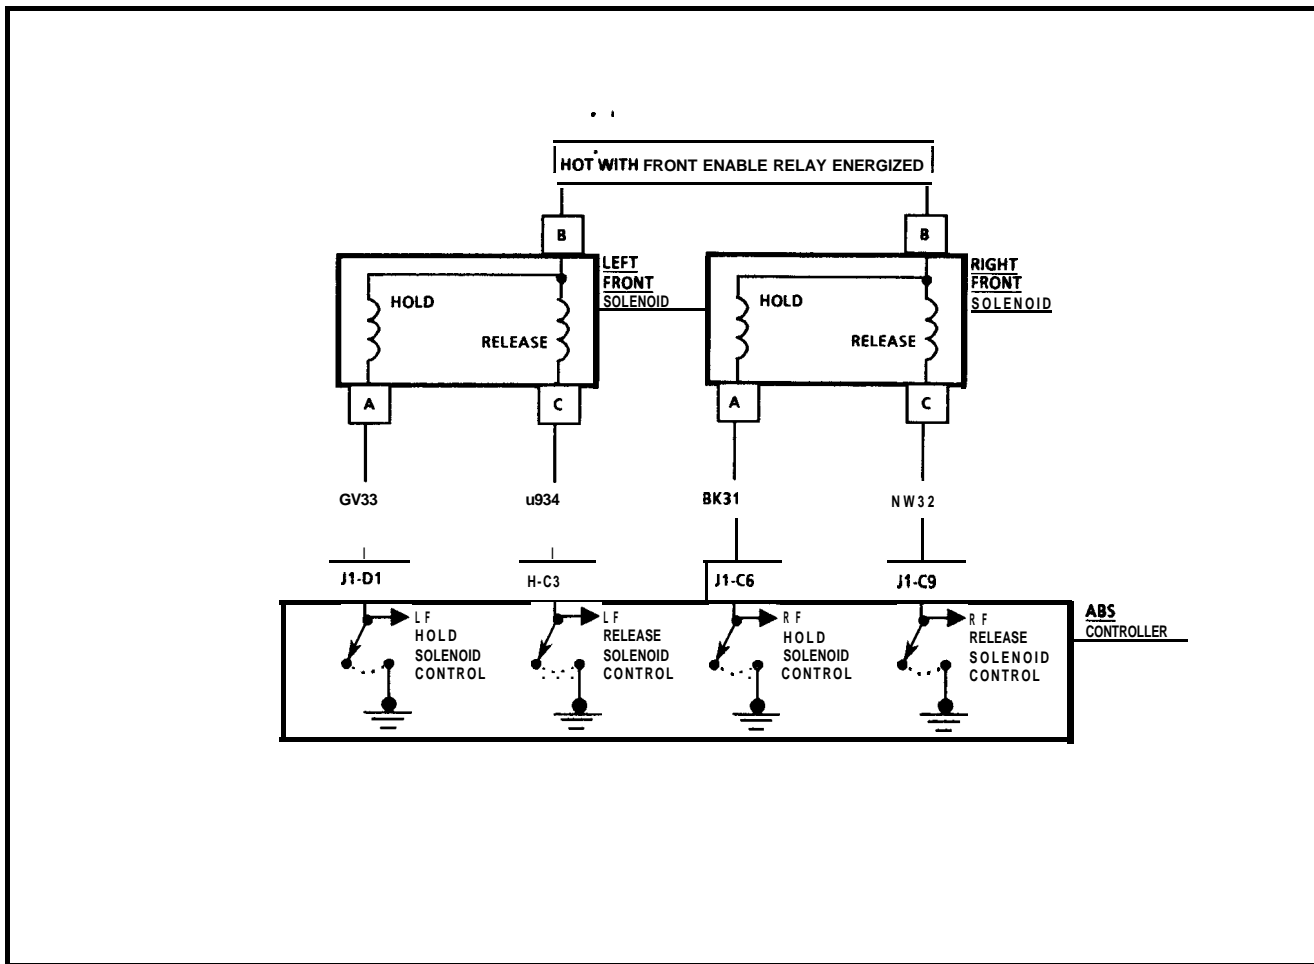 HOT WITH FRONT ENABLE RELAY ENERGIZED
B
B
LEFT
FRONT
SOLENOID
RIGHT
FRONT
SOLENOID
HOLD
RELEASE
HOLD
RELEASE
A
C
A
C
GV33
u934
BK31
NW32
J1-D1
H-C3
J1-C6
J1-C9
LF
HOLD
SOLENOID
CONTROL
LF
RELEASE
SOLENOID
CONTROL
RF
HOLD
SOLENOID
CONTROL
RF
RELEASE
SOLENOID
CONTROL
ABS
CONTROLLER